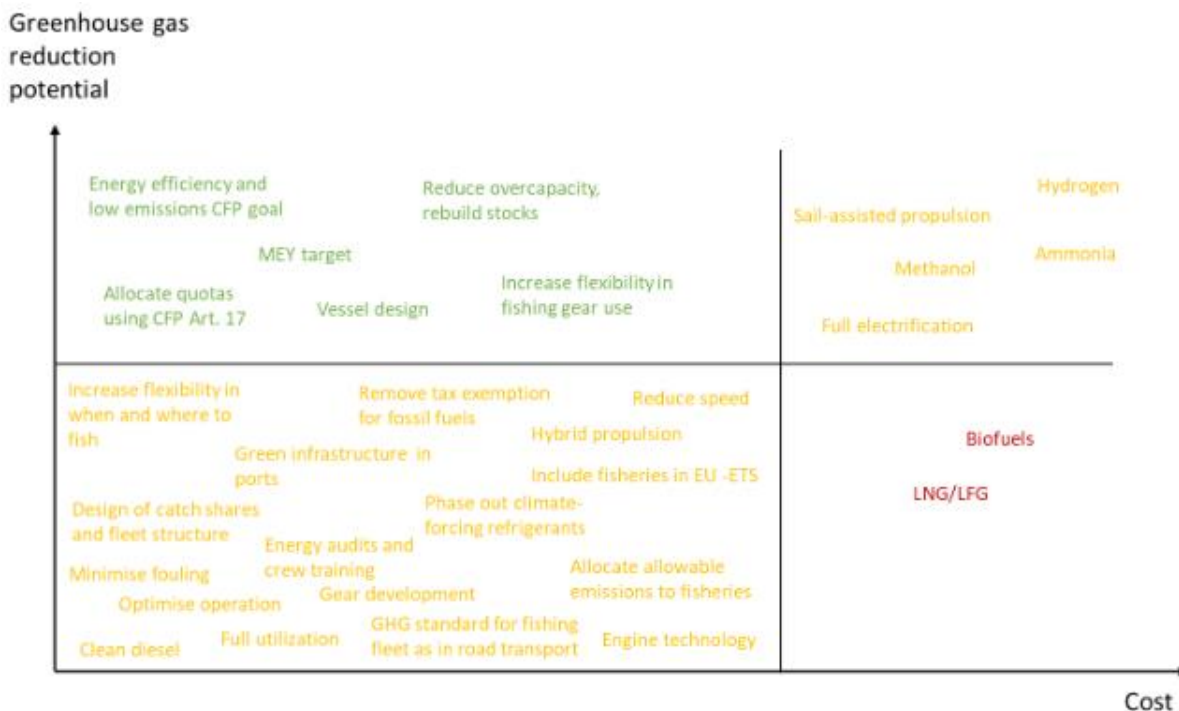 Greenhouse gas
reduction
potential
Energy efficiency and
low emissions CFP goal
Reduce overcapacity,
rebuild stocks
MEY target
Allocate quotas
using CFP Art. 17
Vessel design
Increase flexibility in
fishing gear use
Hydrogen
Sail-assisted propulsion
Ammonia
Methanol
Full electrification
Increase flexibility in
when and where to
fish
Remove tax exemption
for fossil fuels
Reduce speed
Hybrid propulsion
Green infrastructure in
ports
Include fisheries in EU -ETS
Design of catch shares
and fleet structure
Phase out climate-
forcing refrigerants
Energy audits and
crew training
Minimise fouling
Allocate allowable
emissions to fisheries
Gear development
Optimise operation
Full utilization
GHG standard for fishing
fleet as in road transport
Engine technology
Clean diesel
Biofuels
LNG/LFG
Cost